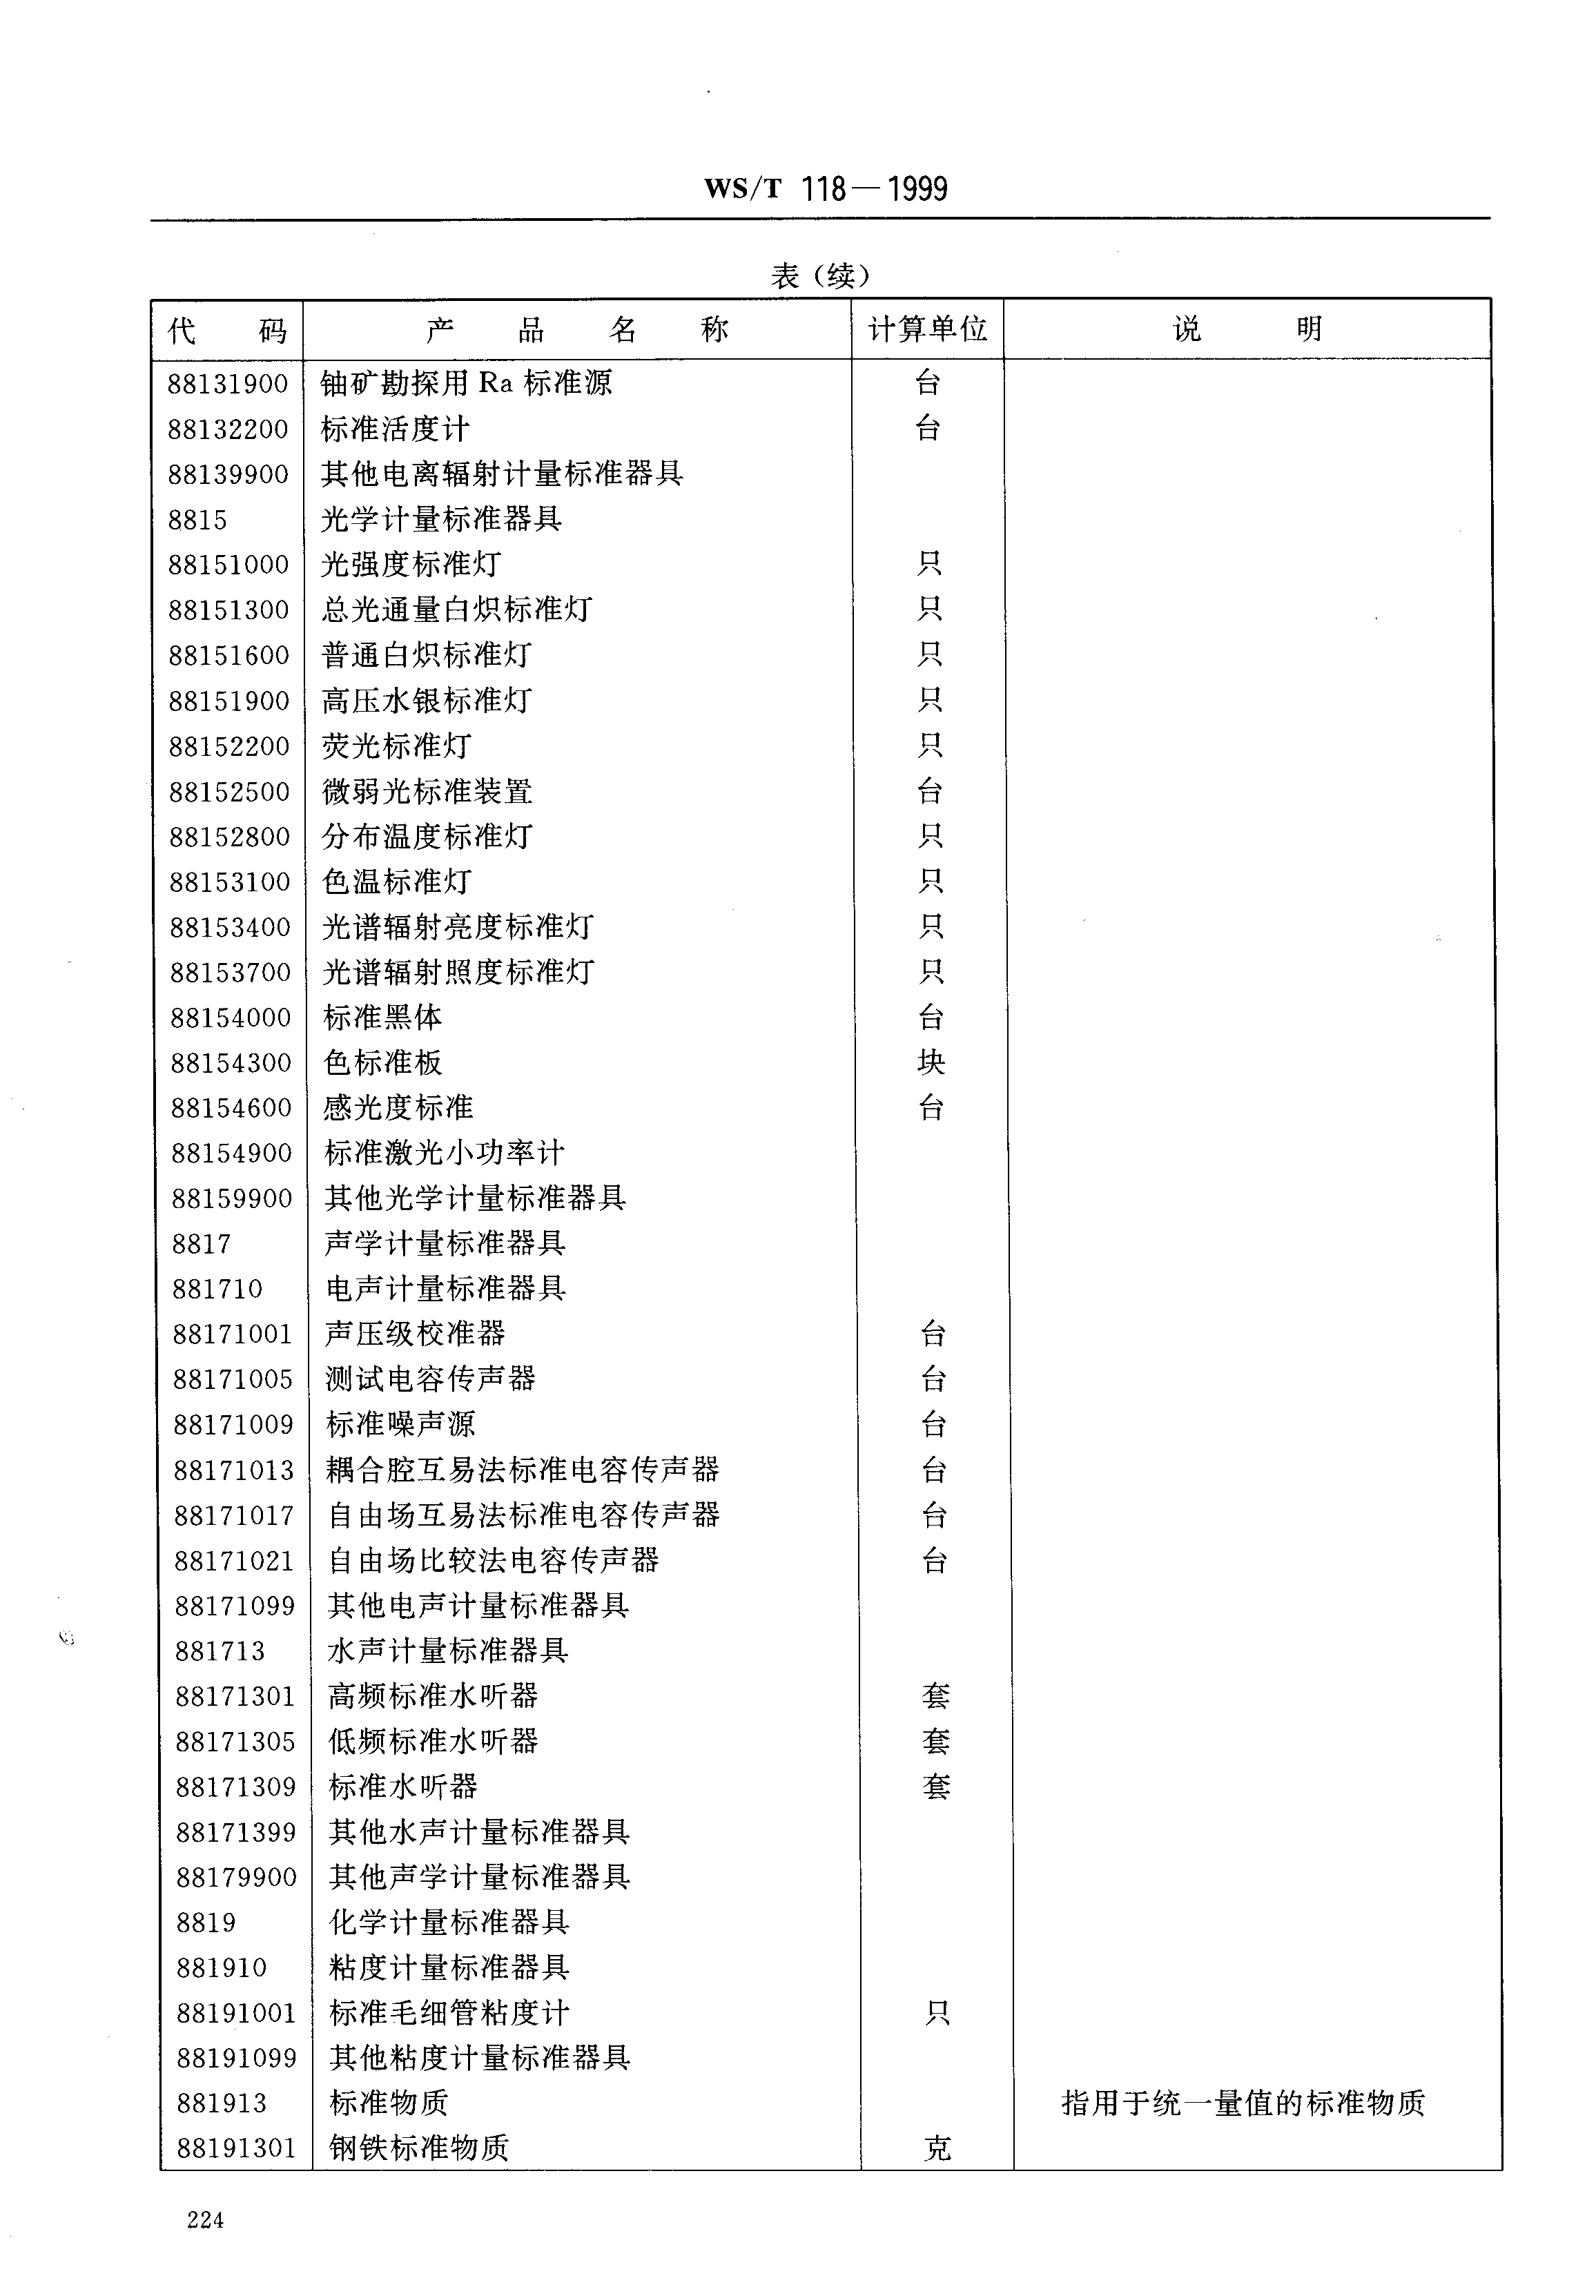 WS/T 118—1999
表（续）
代 码 产 品 名 称 计算单位 说 明
88131900 铀矿勘探用 Ra 标准源 台
88132200 标准活度计 台
88139900 其他电离辐射计量标准器具
8815 光学计量标准器具
88151000 光强度标准灯 只
88151300 总光通量白炽标准灯 只
88151600 普通白炽标准灯 只
88151900 高压水银标准灯 只
88152200 荧光标准灯 只
88152500 微弱光标准装置 台
88152800 分布温度标准灯 只
88153100 色温标准灯 只
88153400 光谱辐射亮度标准灯 只
88153700 光谱辐射照度标准灯 只
88154000 标准黑体 台
88154300 色标准板 块
88154600 感光度标准 台
88154900 标准激光小功率计
88159900 其他光学计量标准器具
8817 声学计量标准器具
881710 电声计量标准器具
88171001 声压级校准器 台
88171005 测试电容传声器 台
88171009 标准噪声源 台
88171013 耦合腔互易法标准电容传声器 台
88171017 自由场互易法标准电容传声器 台
88171021 自由场比较法电容传声器 台
88171099 其他电声计量标准器具
881713 水声计量标准器具
88171301 高频标准水听器 套
88171305 低频标准水听器 套
88171309 标准水听器 套
88171399 其他水声计量标准器具
88179900 其他声学计量标准器具
8819 化学计量标准器具
881910 粘度计量标准器具
88191001 标准毛细管粘度计 只
88191099 其他粘度计量标准器具
881913 标准物质 指用于统一量值的标准物质
88191301 钢铁标准物质 克
224